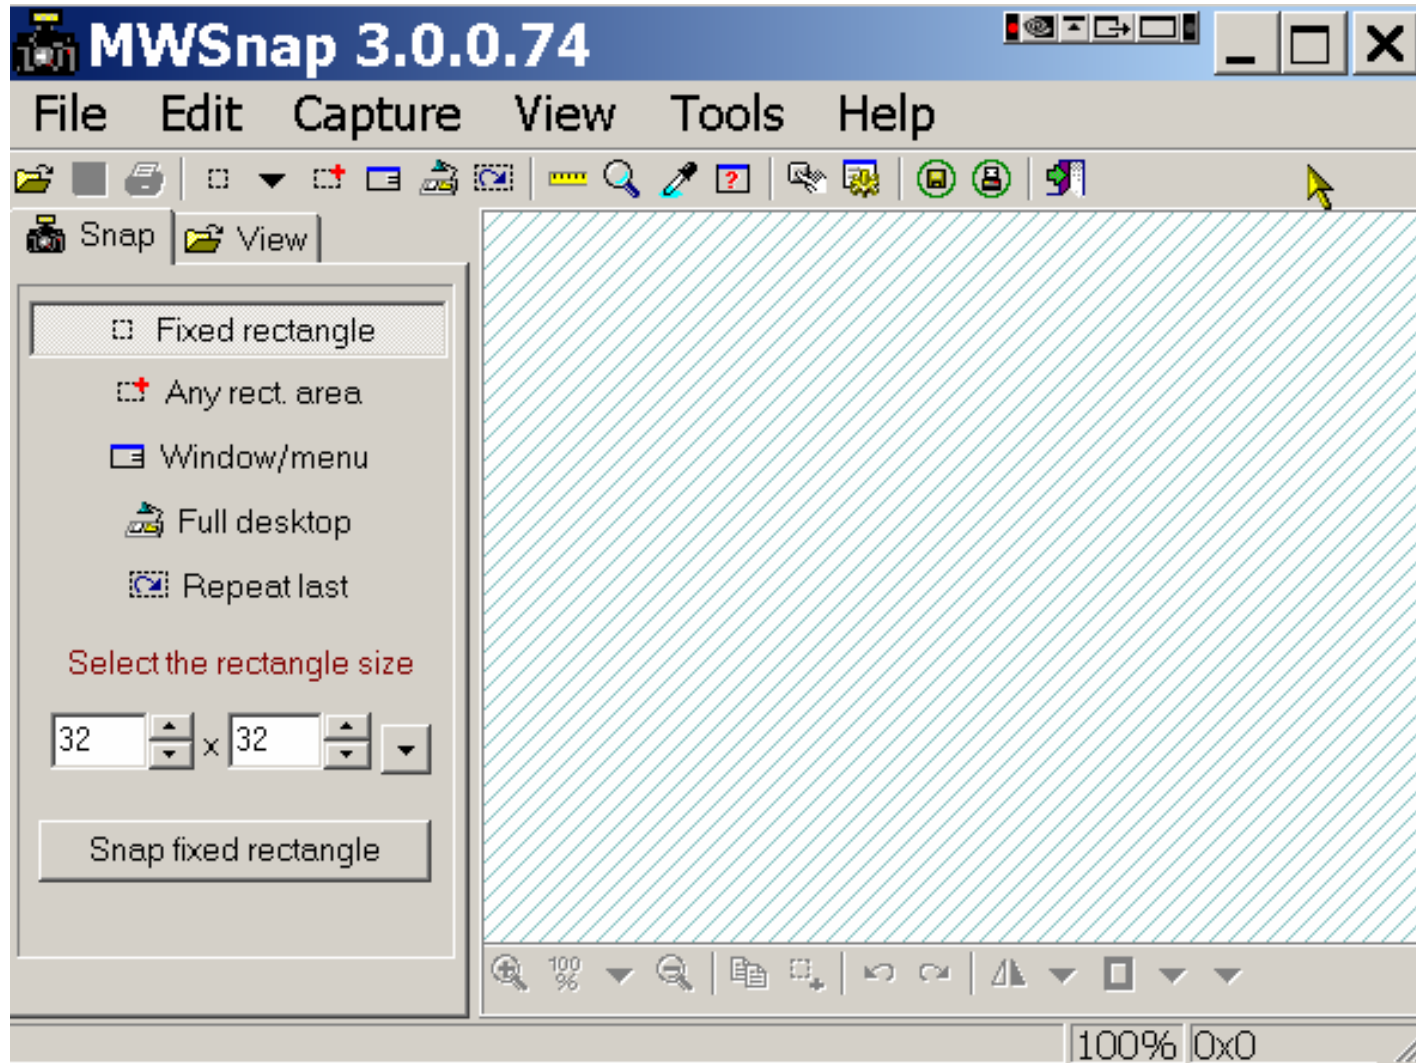 MWSnap 3.0.0.74
File Edit Capture View Tools Help
Snap View
Fixed rectangle
Any rect. area
Window/menu
Full desktop
Repeat last
Select the rectangle size
32 x 32
Snap fixed rectangle
100 %
100% 0x0